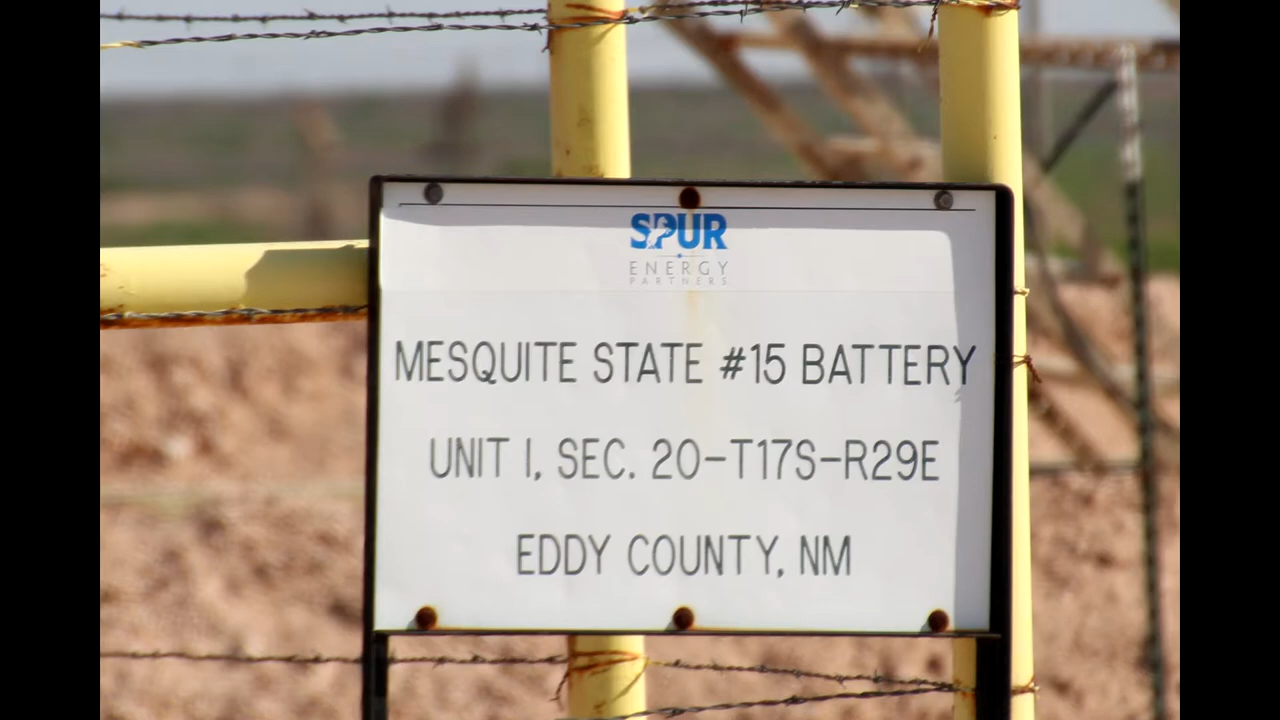 SPUR
ENERGY
PARTNERS
MESQUITE STATE #15 BATTERY
UNIT I, SEC. 20-T17S-R29E
EDDY COUNTY, NM